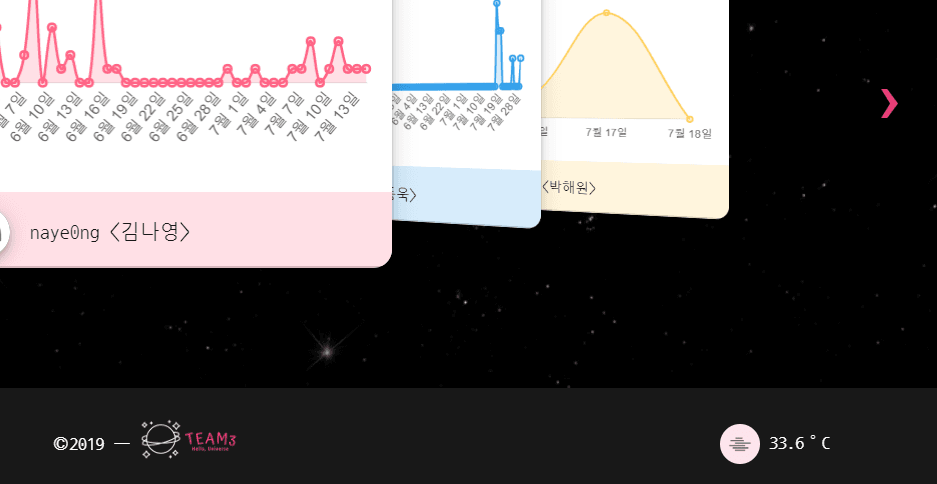 7일 6월 10일 6월 13일 6월 16일 6월 19일 6월 22일 6월 25일 6월 28일 7월 1일 7월 4일 7월 7일 7월 10일 7월 13일
6월 4일 6월 13일 6월 22일 7월 1일 7월 10일 7월 19일 7월 28일
일 7월 17일 7월 18일
naye0ng <김나영>
욱>
<박해원>
❯
©2019 — TEAM3
Hello, Universe
33.6 ° C